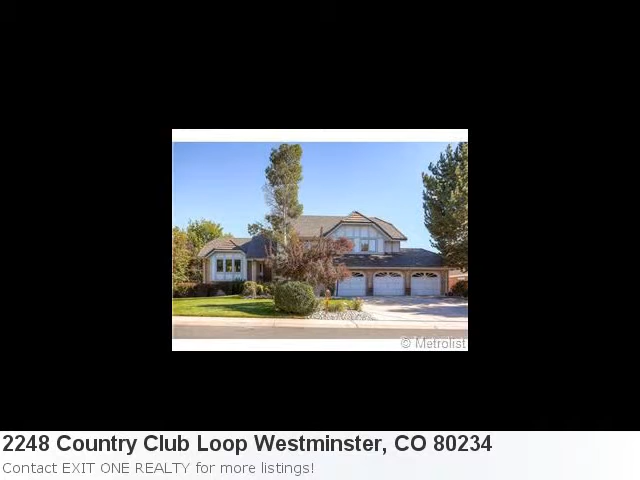 © Metrolist
2248 Country Club Loop Westminster, CO 80234
Contact EXIT ONE REALTY for more listings!